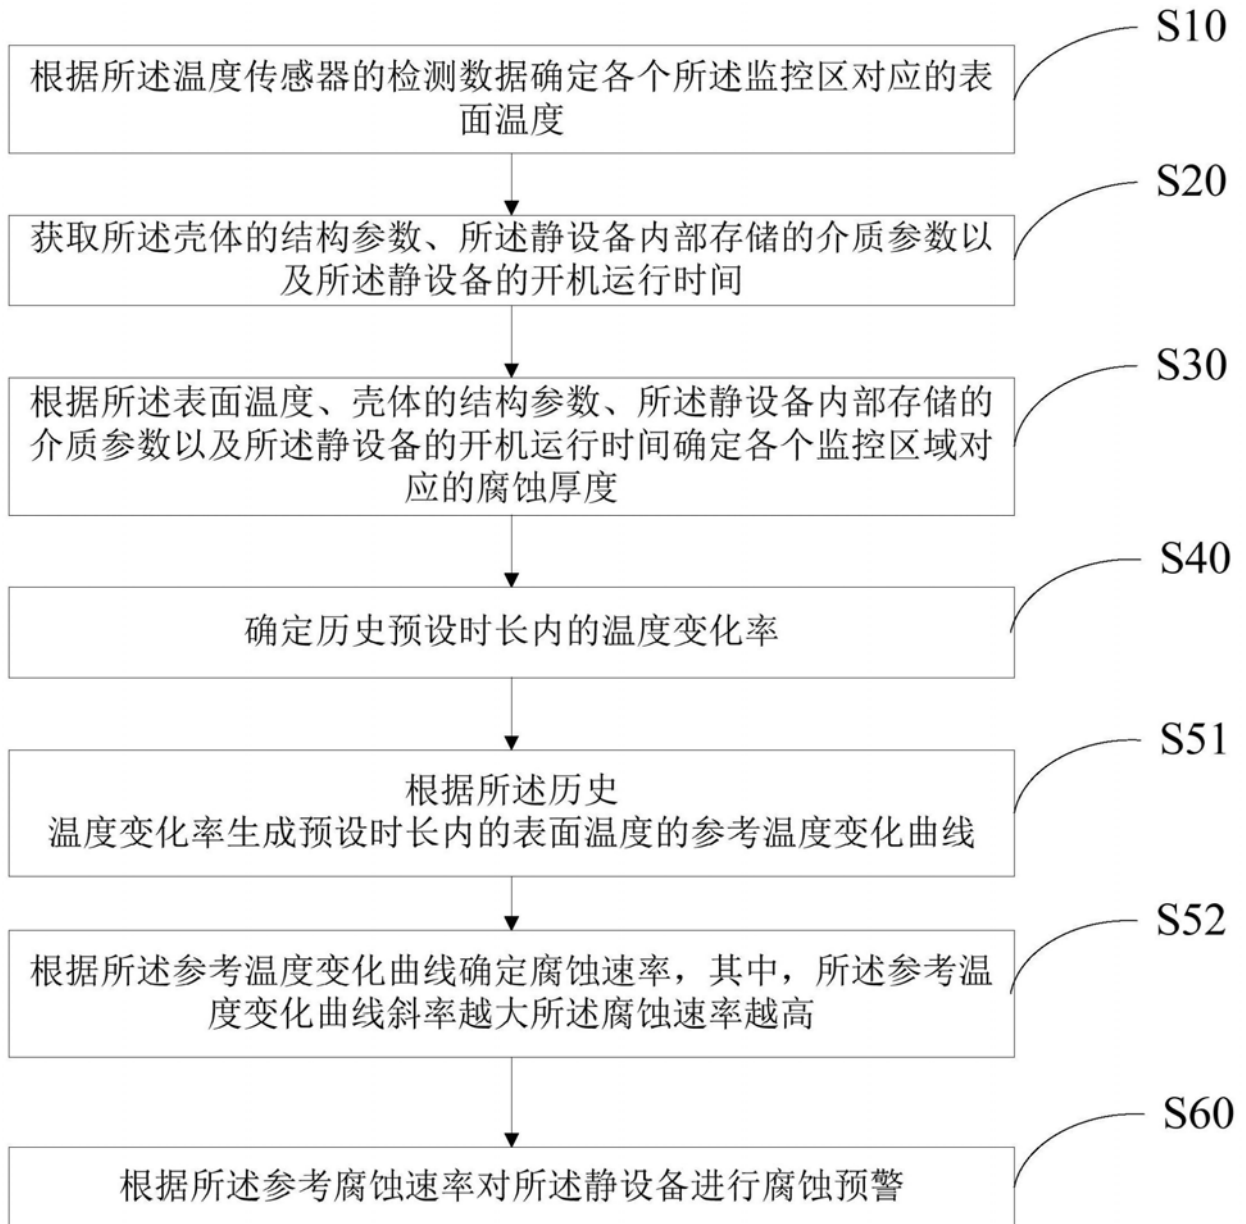 S10
根据所述温度传感器的检测数据确定各个所述监控区对应的表
面温度
S20
获取所述壳体的结构参数、所述静设备内部存储的介质参数以
及所述静设备的开机运行时间
S30
根据所述表面温度、壳体的结构参数、所述静设备内部存储的
介质参数以及所述静设备的开机运行时间确定各个监控区域对
应的腐蚀厚度
S40
确定历史预设时长内的温度变化率
S51
根据所述历史
温度变化率生成预设时长内的表面温度的参考温度变化曲线
S52
根据所述参考温度变化曲线确定腐蚀速率，其中，所述参考温
度变化曲线斜率越大所述腐蚀速率越高
S60
根据所述参考腐蚀速率对所述静设备进行腐蚀预警